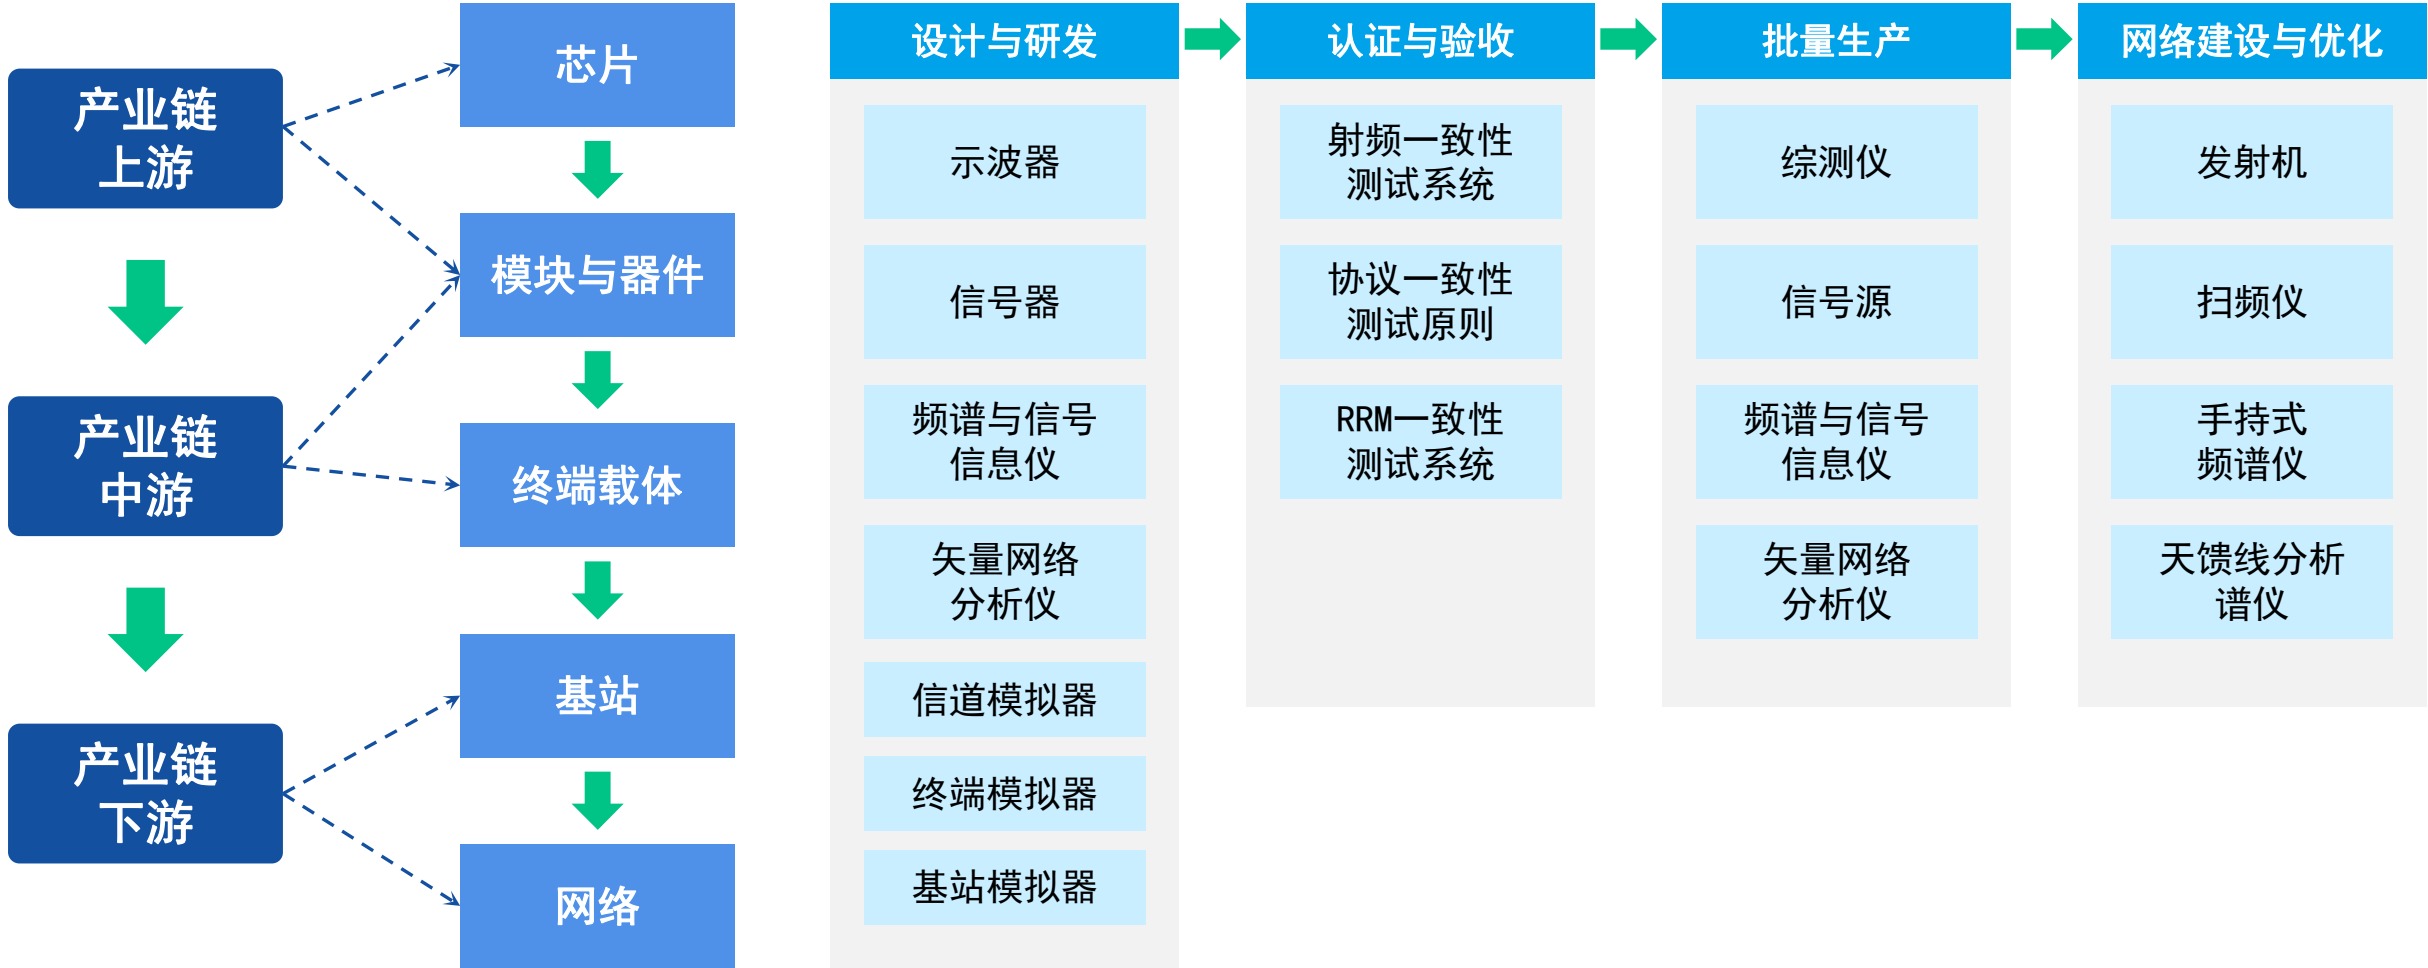 产业链
上游
产业链
中游
产业链
下游
芯片
模块与器件
终端载体
基站
网络
设计与研发
示波器
信号器
频谱与信号
信息仪
矢量网络
分析仪
信道模拟器
终端模拟器
基站模拟器
认证与验收
射频一致性
测试系统
协议一致性
测试原则
RRM一致性
测试系统
批量生产
综测仪
信号源
频谱与信号
信息仪
矢量网络
分析仪
网络建设与优化
发射机
扫频仪
手持式
频谱仪
天馈线分析
谱仪